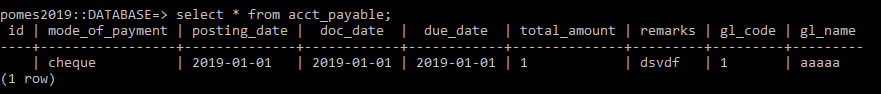 pomes2019::DATABASE=> select * from acct_payable;
 id | mode_of_payment | posting_date | doc_date | due_date | total_amount | remarks | gl_code | gl_name
----+-----------------+--------------+------------+------------+--------------+---------+---------+---------
 | cheque | 2019-01-01 | 2019-01-01 | 2019-01-01 | 1 | dsvdf | 1 | aaaaa
(1 row)